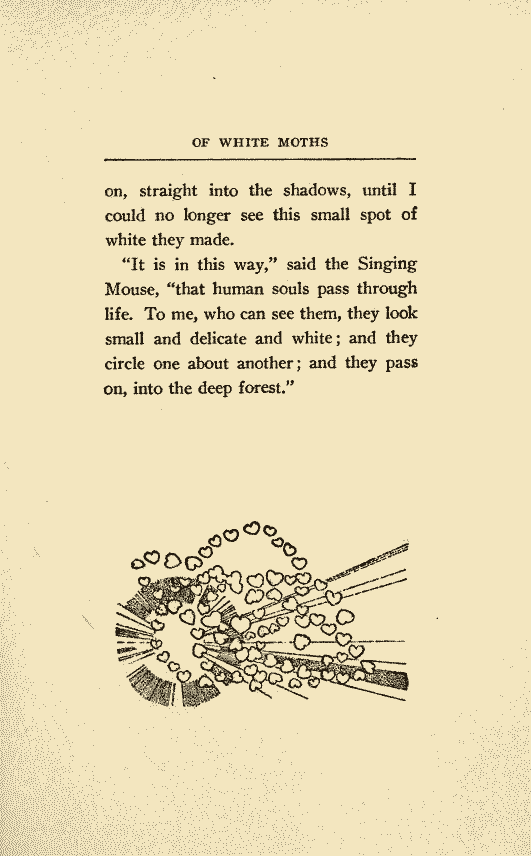 OF WHITE MOTHS
on, straight into the shadows, until I
could no longer see this small spot of
white they made.
"It is in this way," said the Singing
Mouse, "that human souls pass through
life. To me, who can see them, they look
small and delicate and white; and they
circle one about another; and they pass
on, into the deep forest."